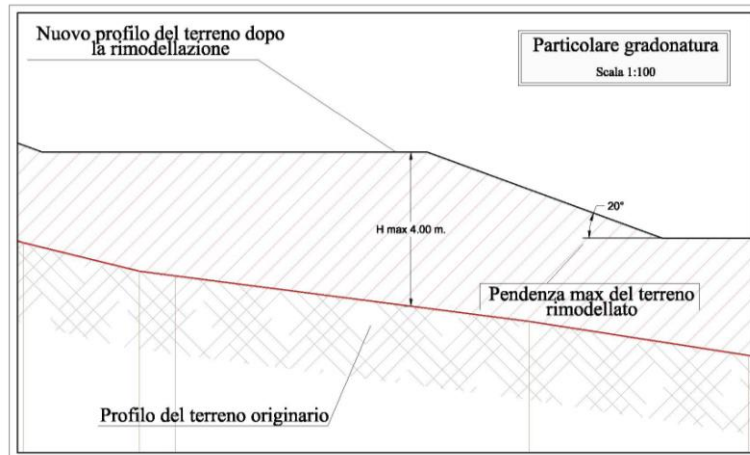 Nuovo profilo del terreno dopo
la rimodellazione
Particolare gradonatura
Scala 1:100
20°
H max 4.00 m.
Pendenza max del terreno
rimodellato
Profilo del terreno originario